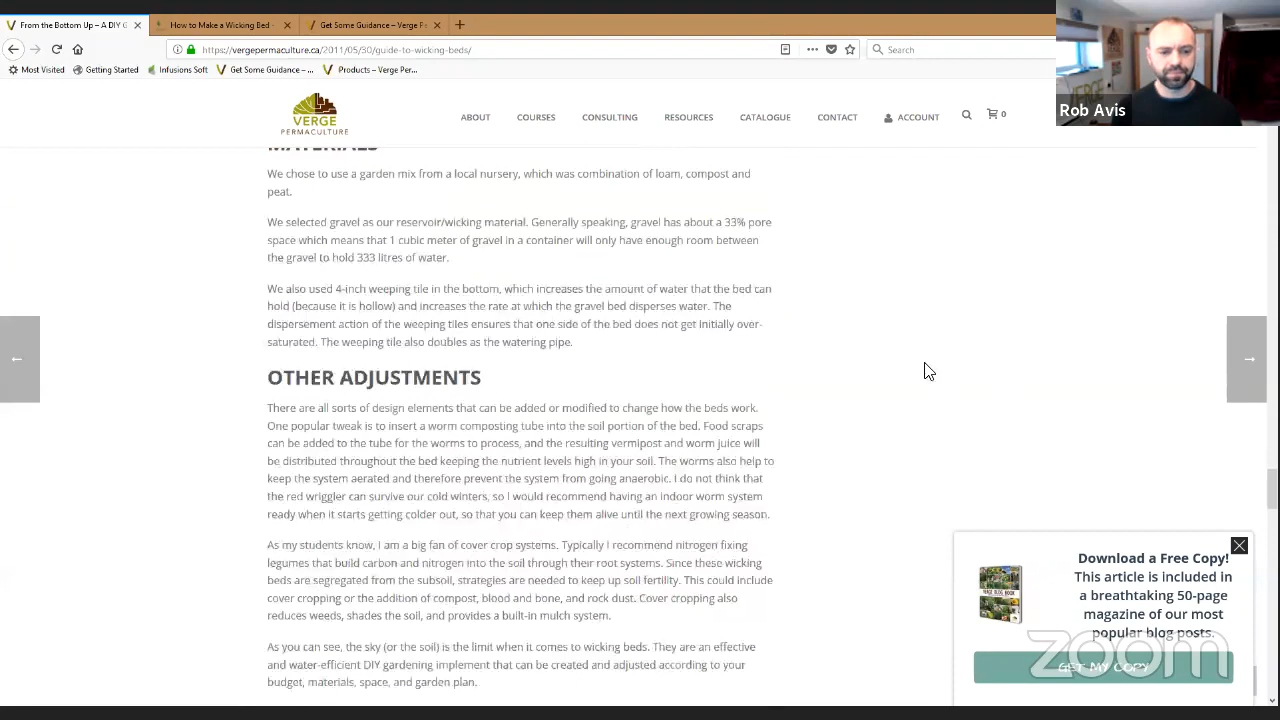 From the Bottom Up – A DIY G
How to Make a Wicking Bed -
Get Some Guidance – Verge Pe
https://vergepermaculture.ca/2011/05/30/guide-to-wicking-beds/
Search
Most Visited
Getting Started
Infusions Soft
Get Some Guidance – ...
Products – Verge Per...
Rob Avis
VERGE
PERMACULTURE
ABOUT
COURSES
CONSULTING
RESOURCES
CATALOGUE
CONTACT
ACCOUNT
0
MATERIALS
We chose to use a garden mix from a local nursery, which was combination of loam, compost and
peat.
We selected gravel as our reservoir/wicking material. Generally speaking, gravel has about a 33% pore
space which means that 1 cubic meter of gravel in a container will only have enough room between
the gravel to hold 333 litres of water.
We also used 4-inch weeping tile in the bottom, which increases the amount of water that the bed can
hold (because it is hollow) and increases the rate at which the gravel bed disperses water. The
dispersement action of the weeping tiles ensures that one side of the bed does not get initially over-
saturated. The weeping tile also doubles as the watering pipe.
OTHER ADJUSTMENTS
There are all sorts of design elements that can be added or modified to change how the beds work.
One popular tweak is to insert a worm composting tube into the soil portion of the bed. Food scraps
can be added to the tube for the worms to process, and the resulting vermipost and worm juice will
be distributed throughout the bed keeping the nutrient levels high in your soil. The worms also help to
keep the system aerated and therefore prevent the system from going anaerobic. I do not think that
the red wriggler can survive our cold winters, so I would recommend having an indoor worm system
ready when it starts getting colder out, so that you can keep them alive until the next growing season.
As my students know, I am a big fan of cover crop systems. Typically I recommend nitrogen fixing
legumes that build carbon and nitrogen into the soil through their root systems. Since these wicking
beds are segregated from the subsoil, strategies are needed to keep up soil fertility. This could include
cover cropping or the addition of compost, blood and bone, and rock dust. Cover cropping also
reduces weeds, shades the soil, and provides a built-in mulch system.
As you can see, the sky (or the soil) is the limit when it comes to wicking beds. They are an effective
and water-efficient DIY gardening implement that can be created and adjusted according to your
budget, materials, space, and garden plan.
Download a Free Copy!
This article is included in
a breathtaking 50-page
magazine of our most
popular blog posts.
VERGE BLOG BOOK
GET MY COPY
zoom